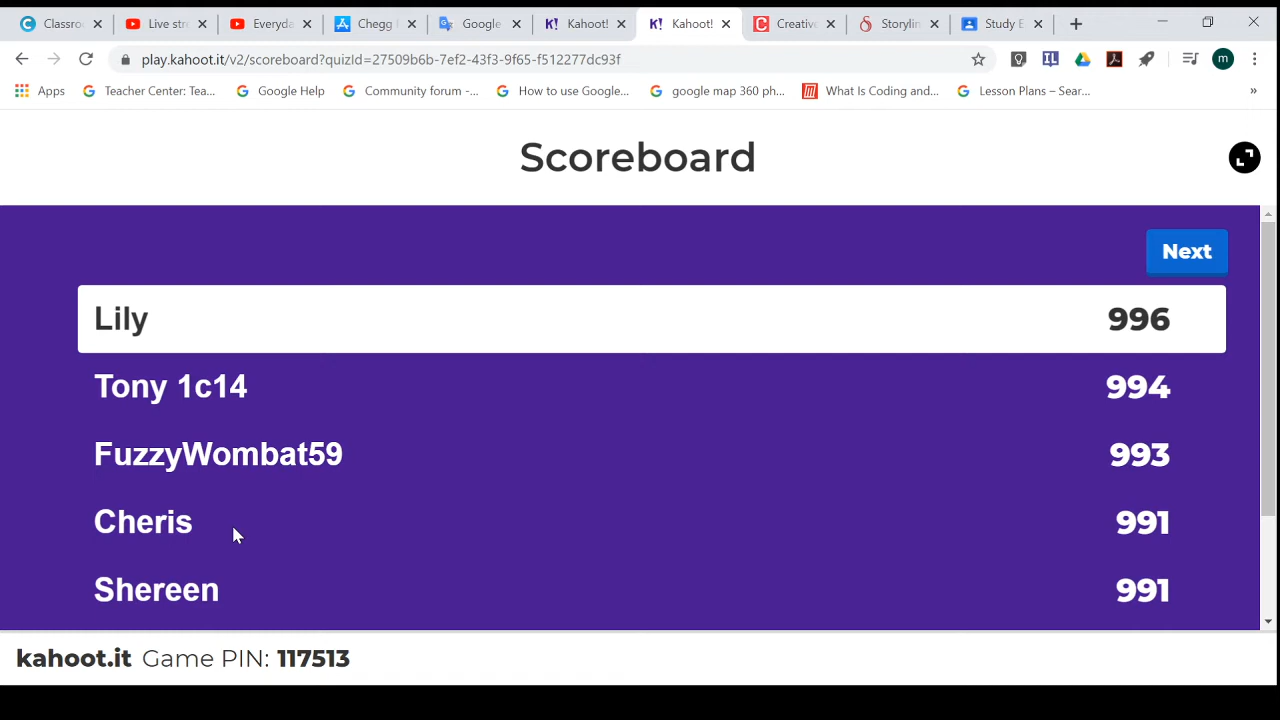 Classro Live stre Everyda Chegg Google Kahoot! Kahoot! Creative Storylin Study E
play.kahoot.it/v2/scoreboard?quizId=27509b6b-7ef2-43f3-9f65-f512277dc93f
Apps Teacher Center: Tea... Google Help Community forum -... How to use Google... google map 360 ph... What Is Coding and... Lesson Plans – Sear... »
Scoreboard
Next
Lily 996
Tony 1c14 994
FuzzyWombat59 993
Cheris 991
Shereen 991
kahoot.it Game PIN: 117513